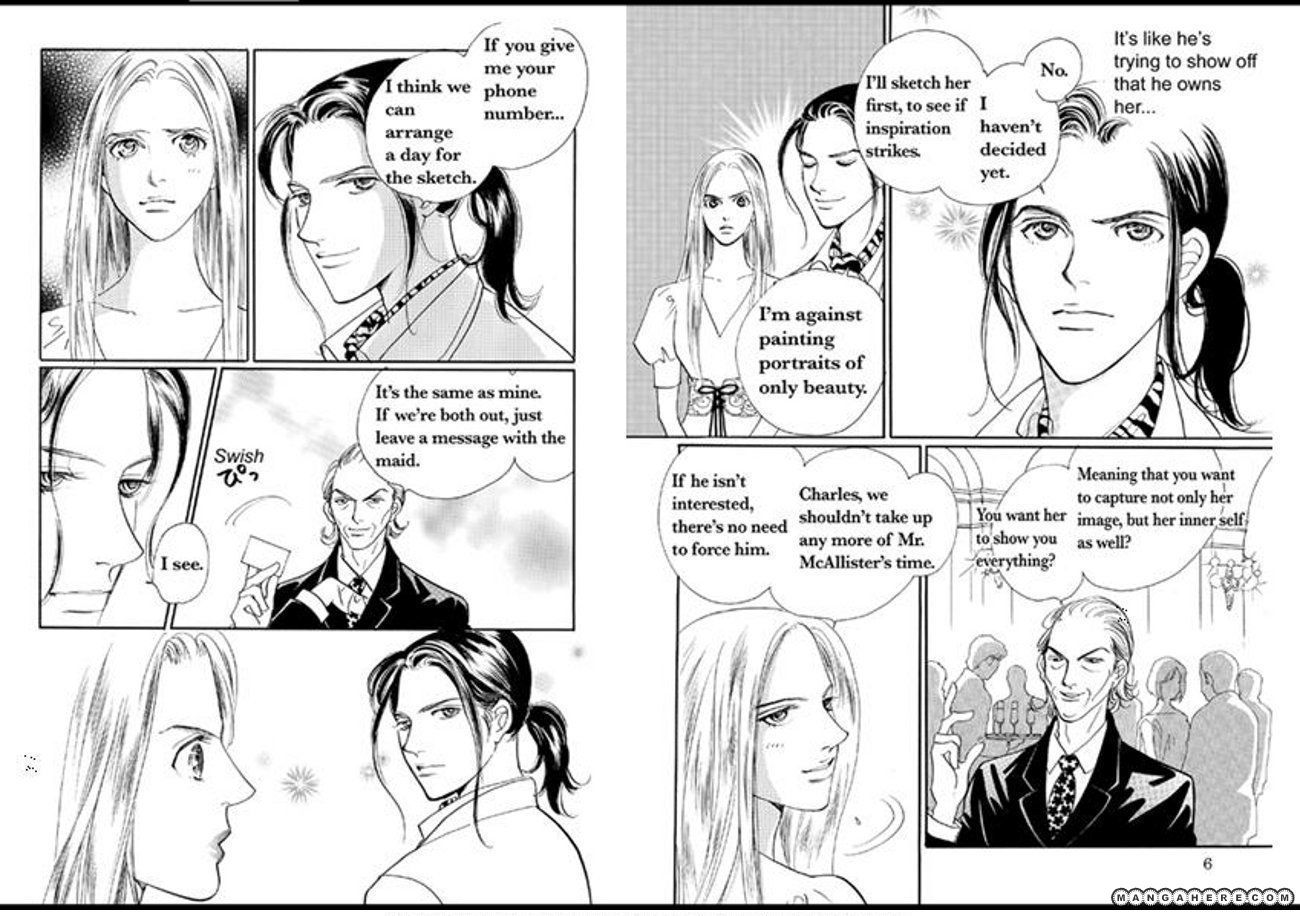 It's like he's
trying to show off
that he owns
her...
No.
I
haven't
decided
yet.
I'll sketch her
first, to see if
inspiration
strikes.
I'm against
painting
portraits of
only beauty.
Meaning that you want
to capture not only her
image, but her inner self
as well?
You want her
to show you
everything?
Charles, we
shouldn't take up
any more of Mr.
McAllister's time.
If he isn't
interested,
there's no need
to force him.
6
If you give
me your
phone
number...
I think we
can
arrange
a day for
the sketch.
It's the same as mine.
If we're both out, just
leave a message with the
maid.
Swish
ぴっ
I see.
MANGAHERE.COM